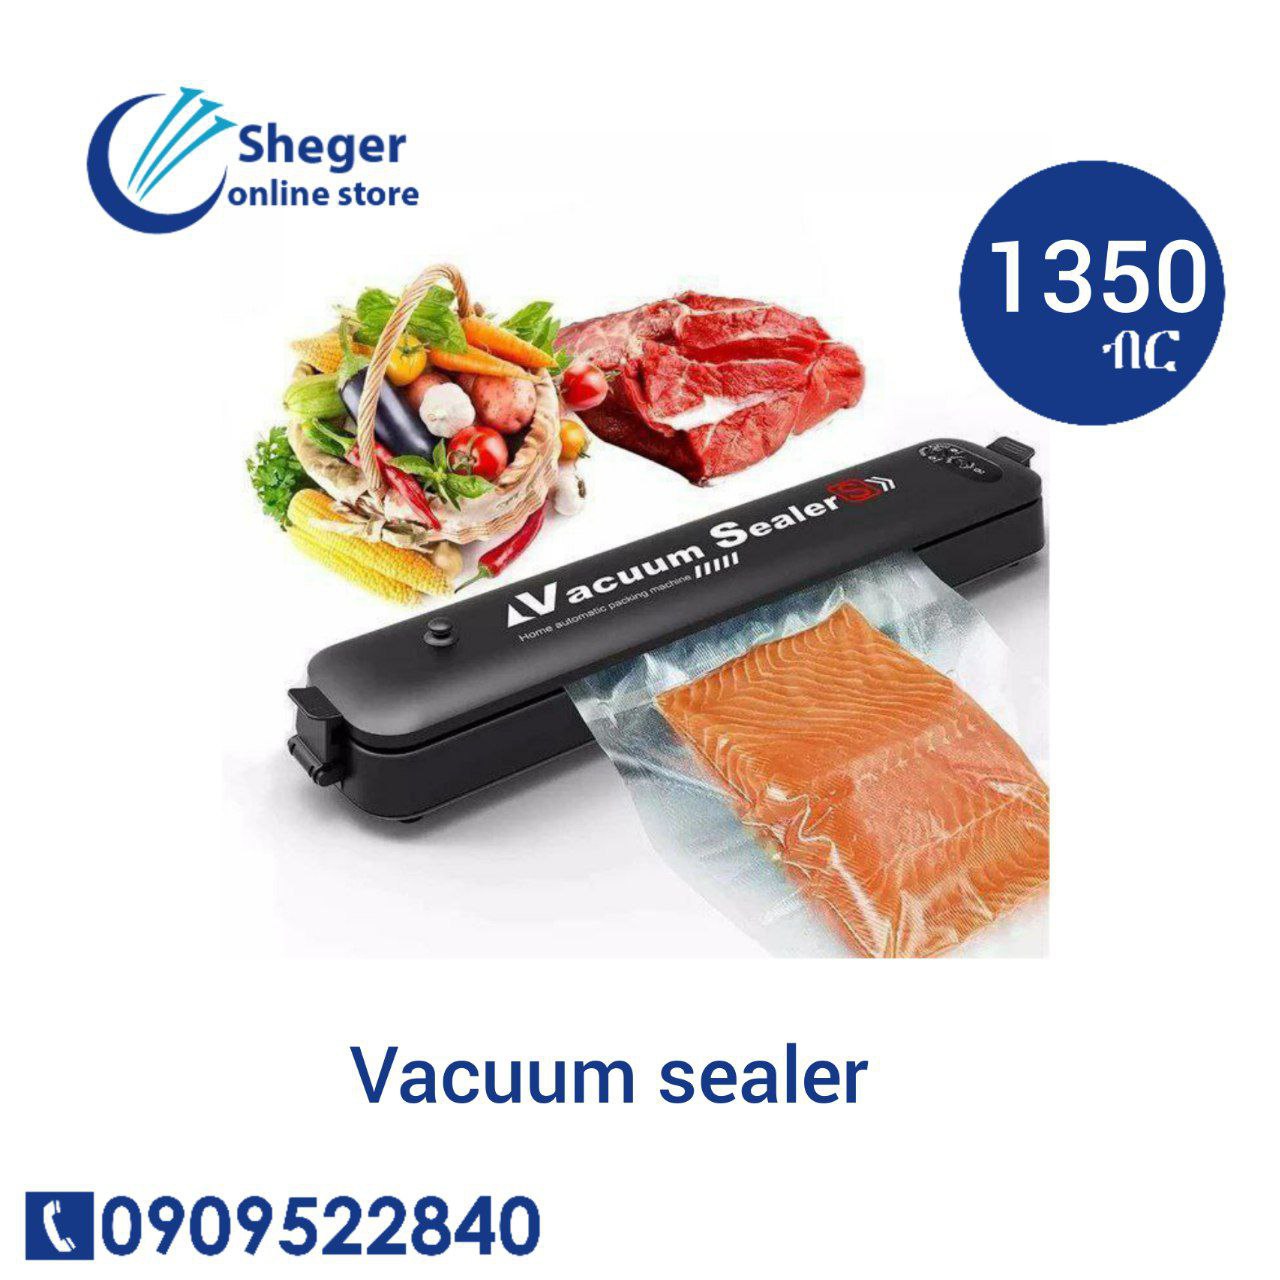 Sheger
online store
1350
ብር
Vacuum Sealer S
Home automatic packing machine
Vacuum sealer
0909522840